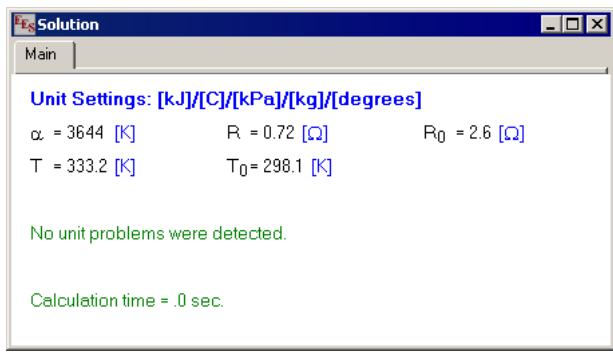 EES Solution
Main
Unit Settings: [kJ]/[C]/[kPa]/[kg]/[degrees]
α = 3644 [K] R = 0.72 [Ω] R0 = 2.6 [Ω]
T = 333.2 [K] T0 = 298.1 [K]
No unit problems were detected.
Calculation time = .0 sec.